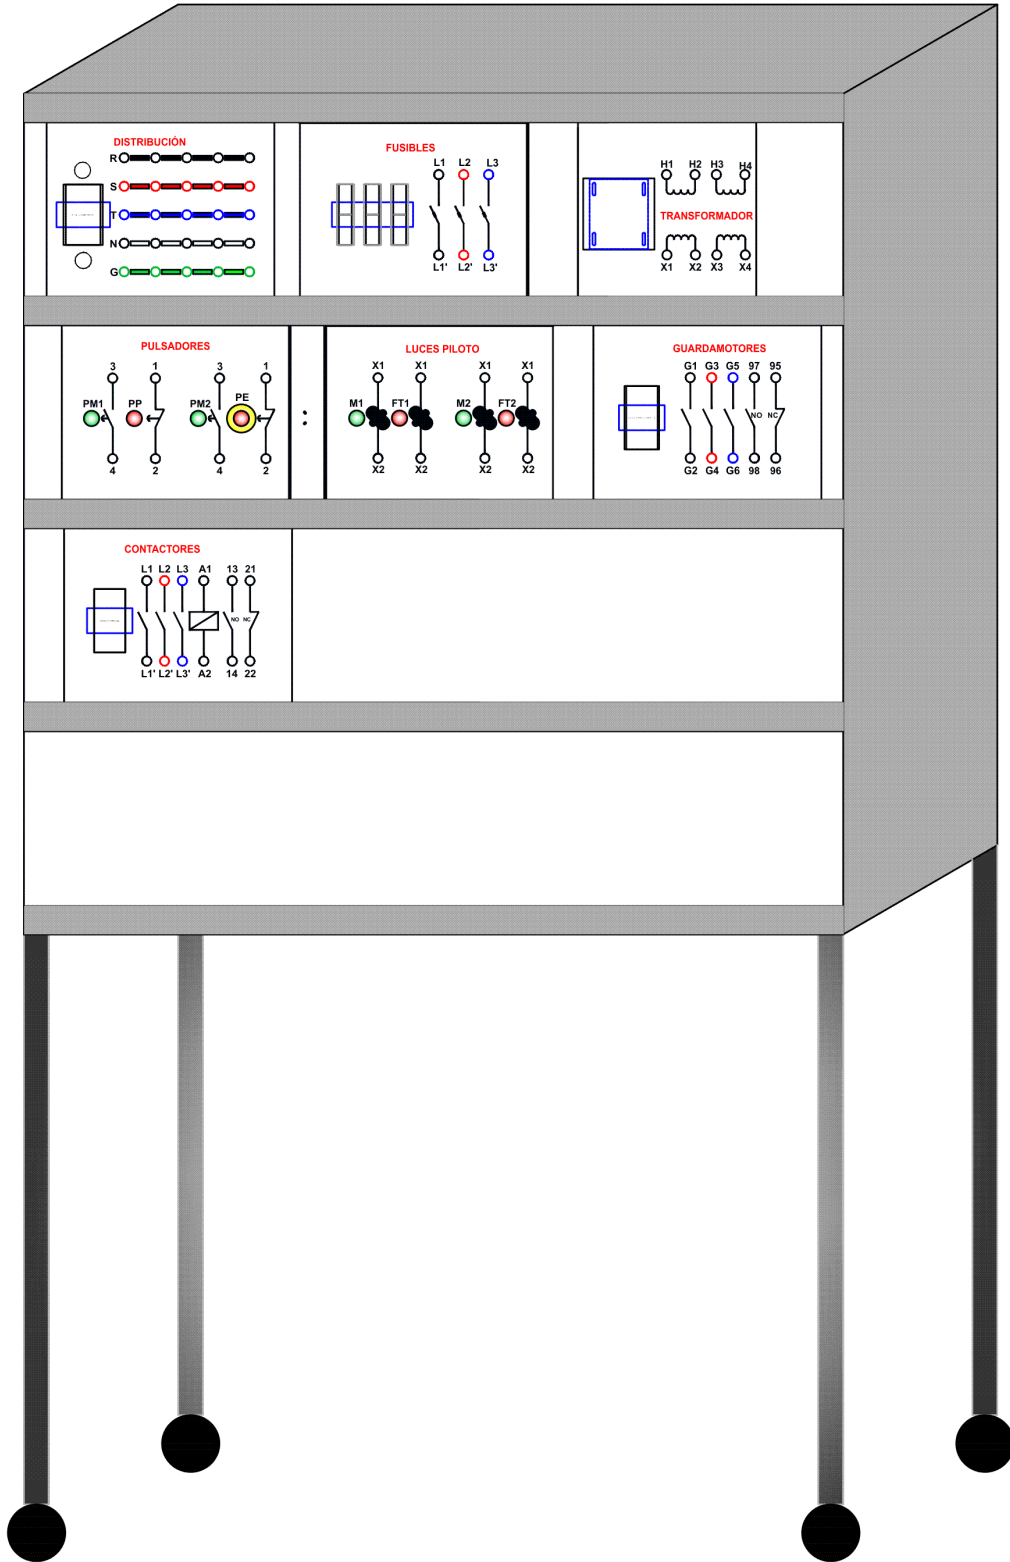 DISTRIBUCIÓN
R
S
T
N
G
FUSIBLES
L1 L2 L3
L1' L2' L3'
H1 H2 H3 H4
TRANSFORMADOR
X1 X2 X3 X4
PULSADORES
3 1 3 1
PM1 PP PM2 PE
4 2 4 2
:
LUCES PILOTO
X1 X1 X1 X1
M1 FT1 M2 FT2
X2 X2 X2 X2
GUARDAMOTORES
G1 G3 G5 97 95
NO NC
G2 G4 G6 98 96
CONTACTORES
L1 L2 L3 A1 13 21
NO NC
L1' L2' L3' A2 14 22